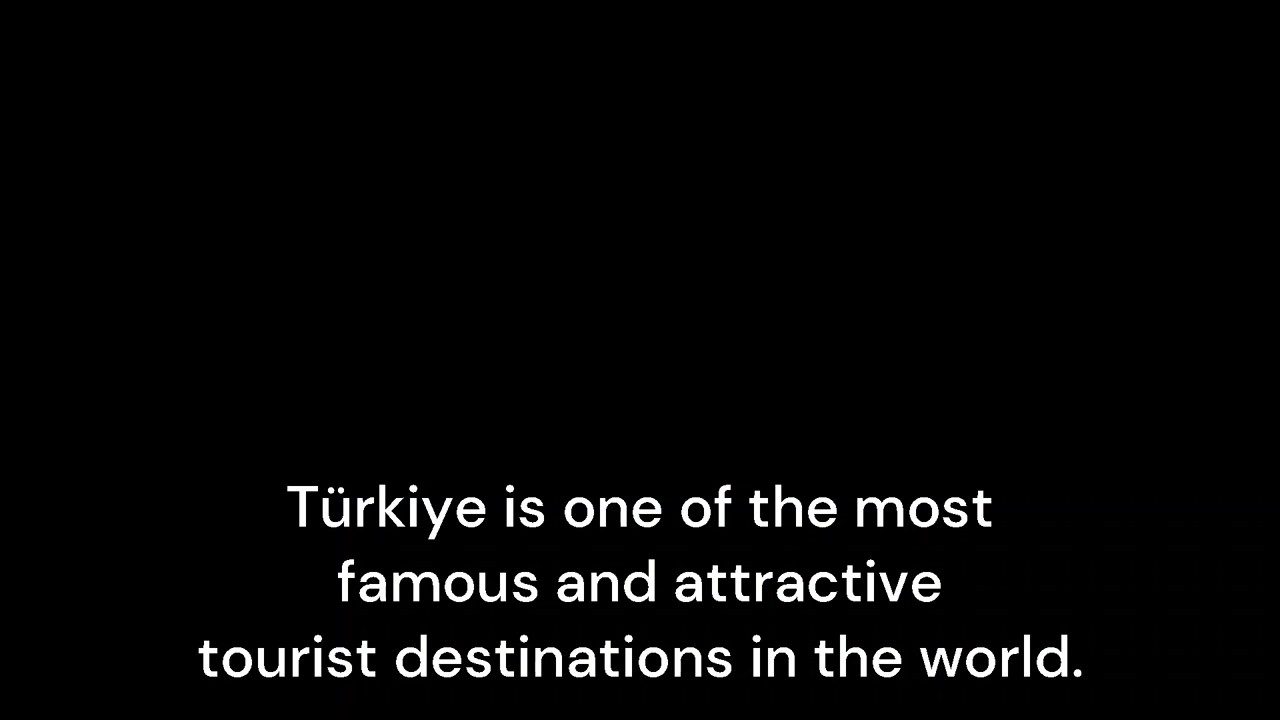 Türkiye is one of the most
famous and attractive
tourist destinations in the world.